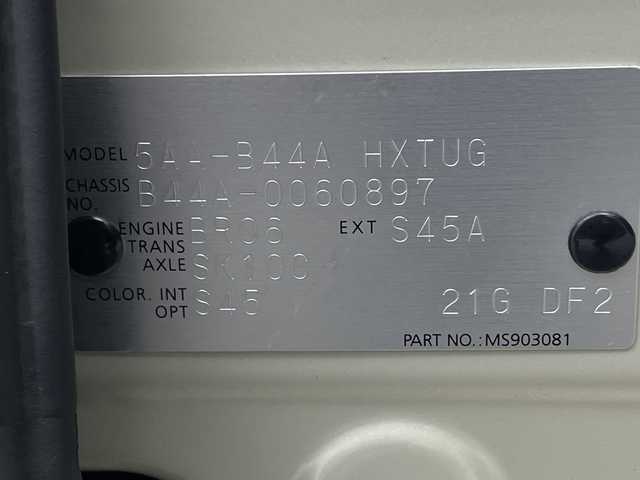 MODEL 5AA-B44A HXTUG
CHASSIS NO. B44A-0060897
ENGINE BR06 EXT S45A
TRANS AXLE SK10C
COLOR. INT S45
OPT 21G DF2
PART NO.:MS903081